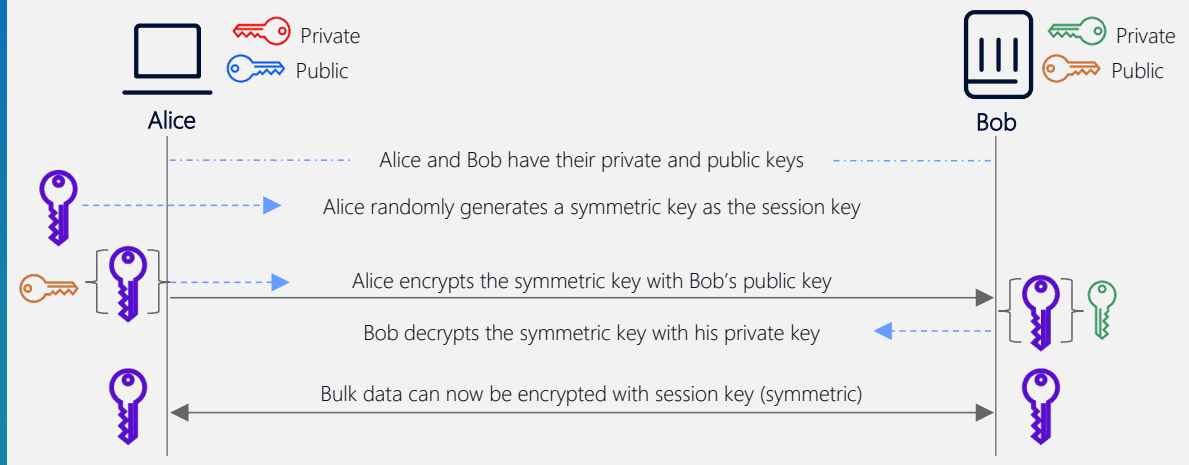 Private
Public
Alice
Private
Public
Bob
Alice and Bob have their private and public keys
Alice randomly generates a symmetric key as the session key
Alice encrypts the symmetric key with Bob’s public key
Bob decrypts the symmetric key with his private key
Bulk data can now be encrypted with session key (symmetric)